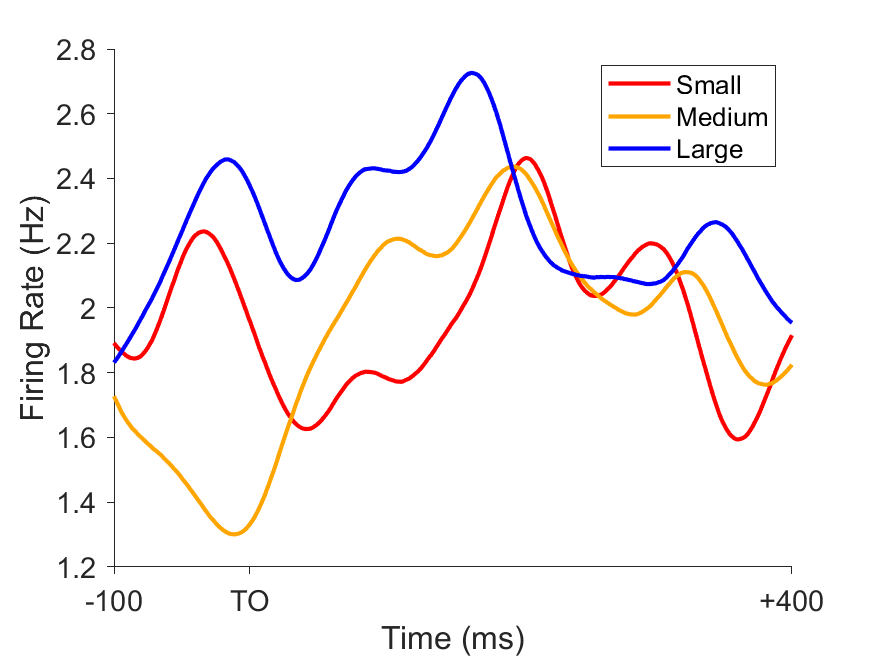 2.8
2.6
2.4
2.2
2
1.8
1.6
1.4
1.2
Firing Rate (Hz)
Small
Medium
Large
-100 TO +400
Time (ms)